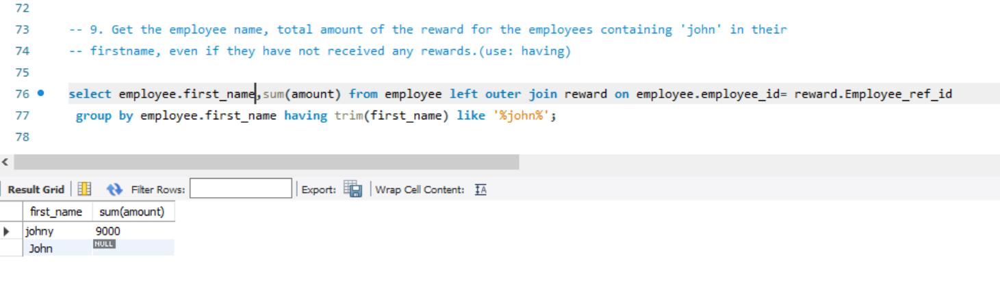 72
73 -- 9. Get the employee name, total amount of the reward for the employees containing 'john' in their
74 -- firstname, even if they have not received any rewards.(use: having)
75
76 select employee.first_name,sum(amount) from employee left outer join reward on employee.employee_id= reward.Employee_ref_id
77 group by employee.first_name having trim(first_name) like '%john%';
78
<
Result Grid Filter Rows: Export: Wrap Cell Content: IA
first_name sum(amount)
johny 9000
John NULL